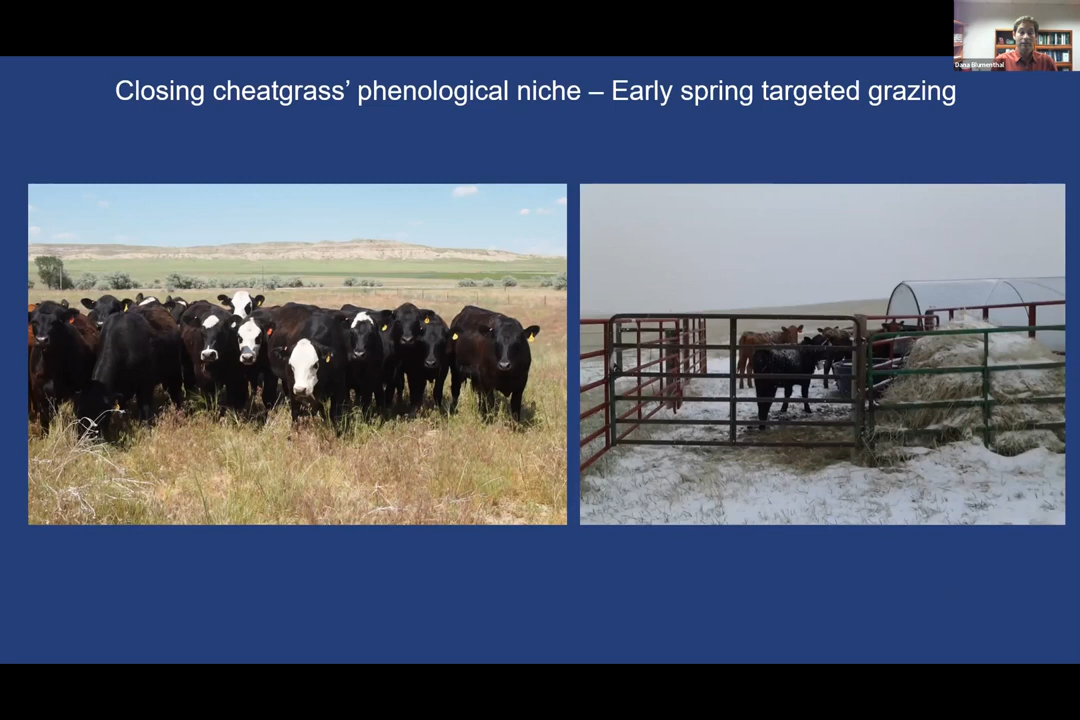 Dana Blumenthal
Closing cheatgrass’ phenological niche – Early spring targeted grazing